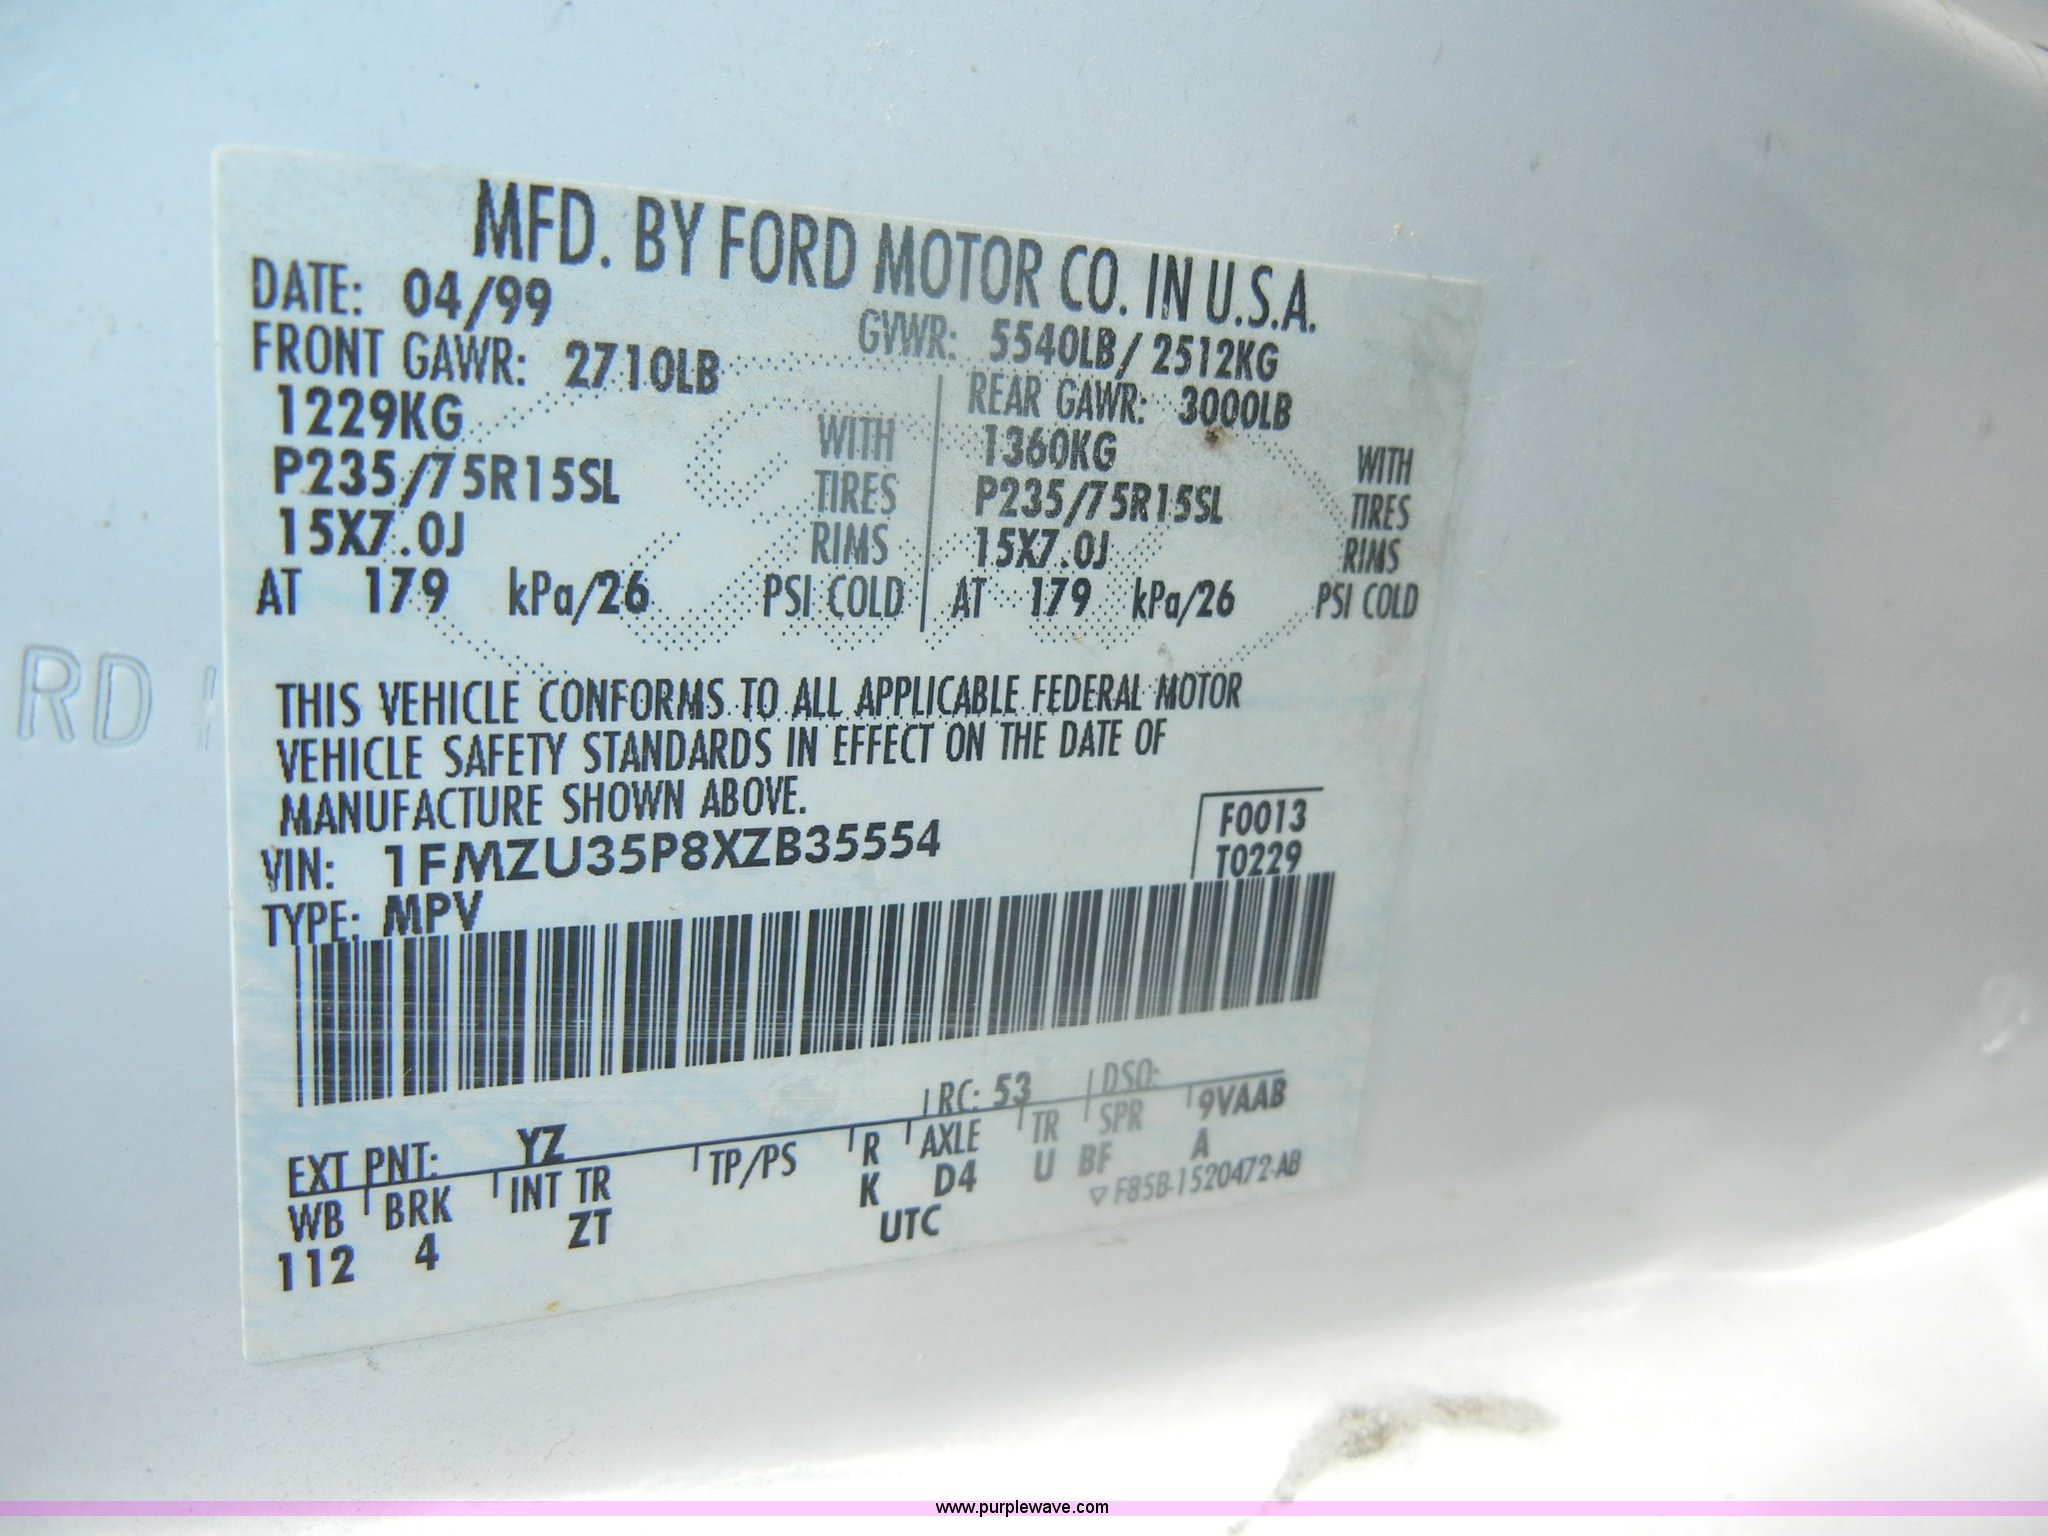 MFD. BY FORD MOTOR CO. IN U.S.A.
DATE: 04/99 GVWR: 5540LB/2512KG
FRONT GAWR: 2710LB REAR GAWR: 3000LB
1229KG WITH 1360KG WITH
P235/75R15SL TIRES P235/75R15SL TIRES
15X7.0J RIMS 15X7.0J RIMS
AT 179 kPa/26 PSI COLD AT 179 kPa/26 PSI COLD
THIS VEHICLE CONFORMS TO ALL APPLICABLE FEDERAL MOTOR
VEHICLE SAFETY STANDARDS IN EFFECT ON THE DATE OF
MANUFACTURE SHOWN ABOVE.
VIN: 1FMZU35P8XZB35554 F0013
TYPE: MPV T0229
EXT PNT: YZ RC: 53 DSO:
WB BRK INT TR TP/PS R AXLE TR SPR 9VAAB
112 4 ZT K D4 U BF A
UTC ▽ F85B-1520472-AB
RD
www.purplewave.com